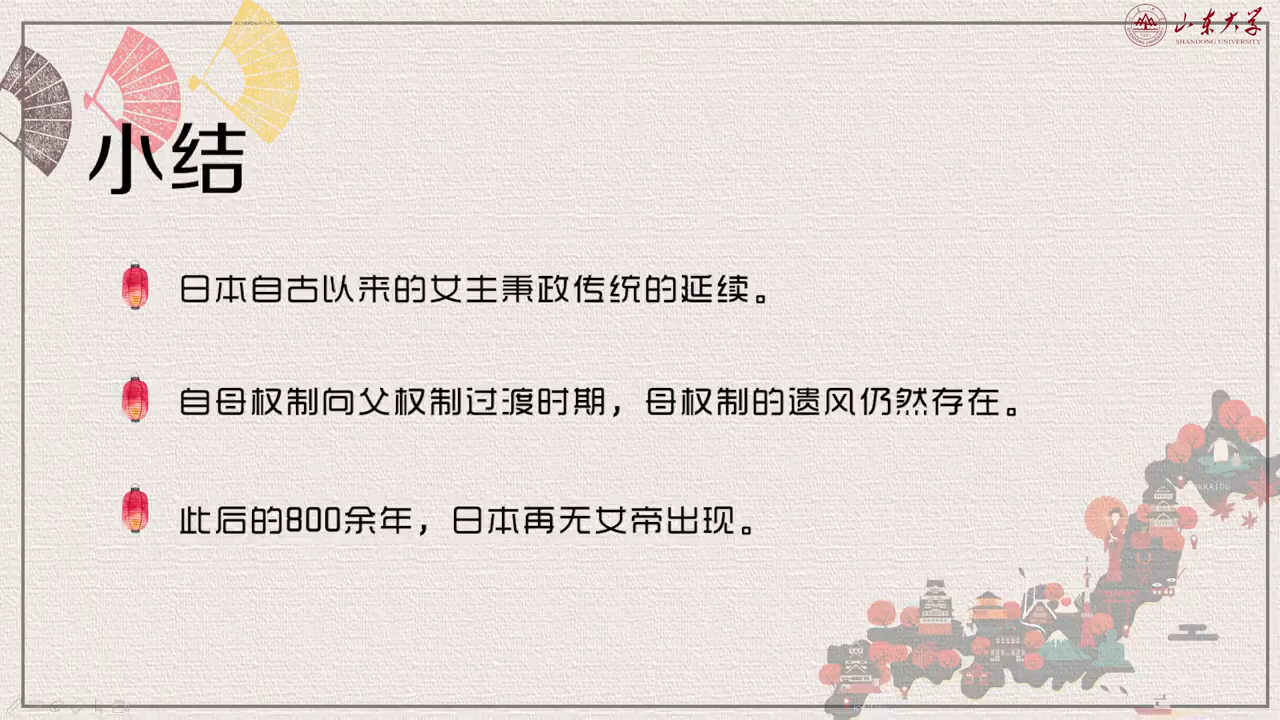 山东大学
SHANDONG UNIVERSITY
小结
日本自古以来的女主秉政传统的延续。
自母权制向父权制过渡时期，母权制的遗风仍然存在。
此后的800余年，日本再无女帝出现。